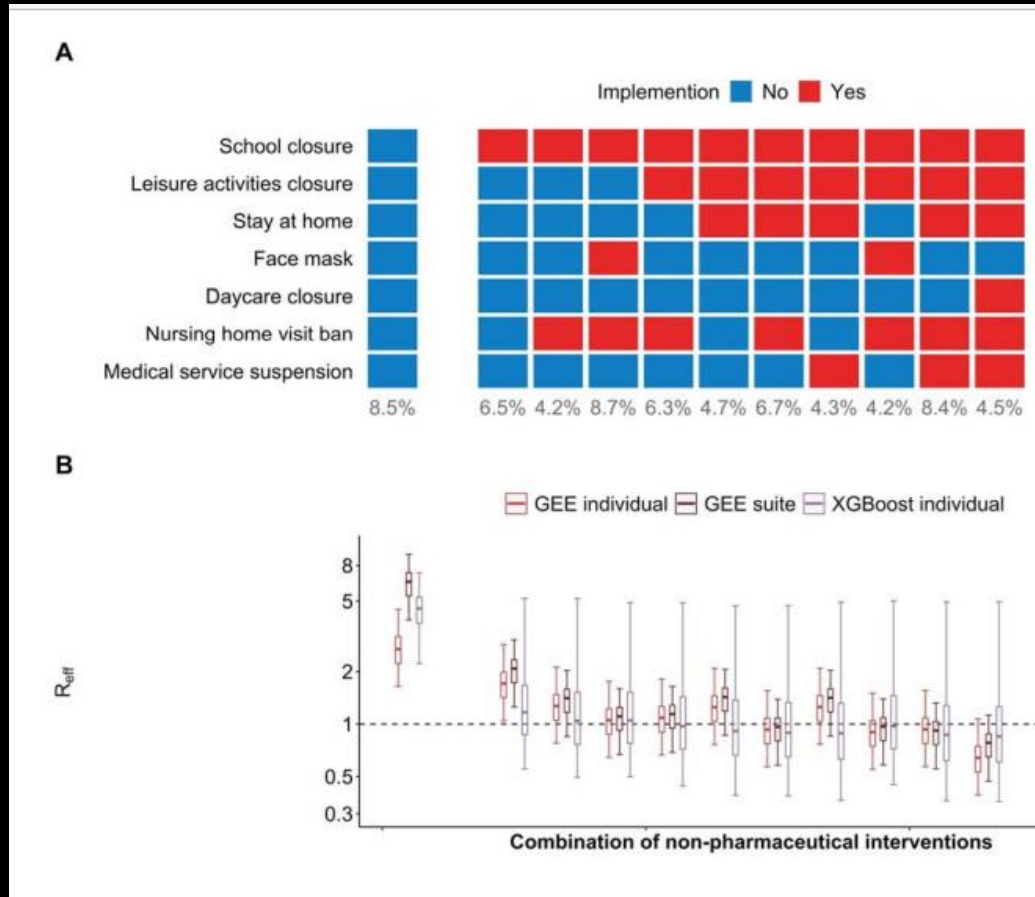 A
Implemention No Yes
School closure
Leisure activities closure
Stay at home
Face mask
Daycare closure
Nursing home visit ban
Medical service suspension
8.5% 6.5% 4.2% 8.7% 6.3% 4.7% 6.7% 4.3% 4.2% 8.4% 4.5%
B
GEE individual GEE suite XGBoost individual
8
5
2
1
0.5
0.3
Reff
Combination of non-pharmaceutical interventions